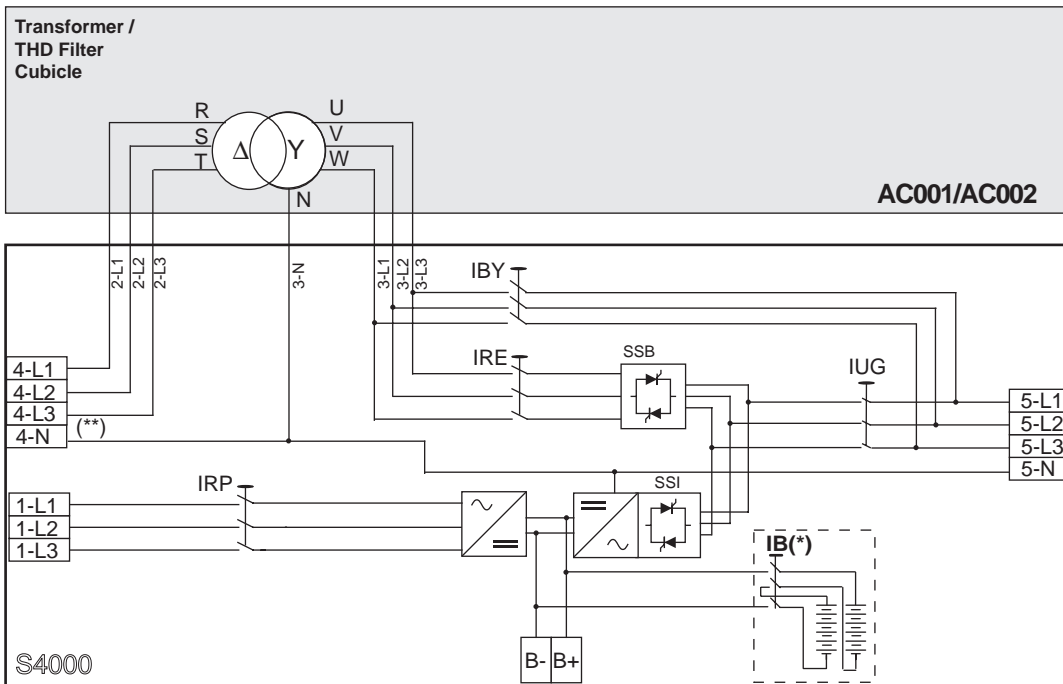 Transformer /
THD Filter
Cubicle
R
S
T
Δ
Y
U
V
W
N
AC001/AC002
2-L1
2-L2
2-L3
3-N
3-L1
3-L2
3-L3
IBY
IRE
SSB
IUG
4-L1
4-L2
4-L3
4-N
(**)
5-L1
5-L2
5-L3
5-N
1-L1
1-L2
1-L3
IRP
SSI
IB(*)
B-
B+
S4000